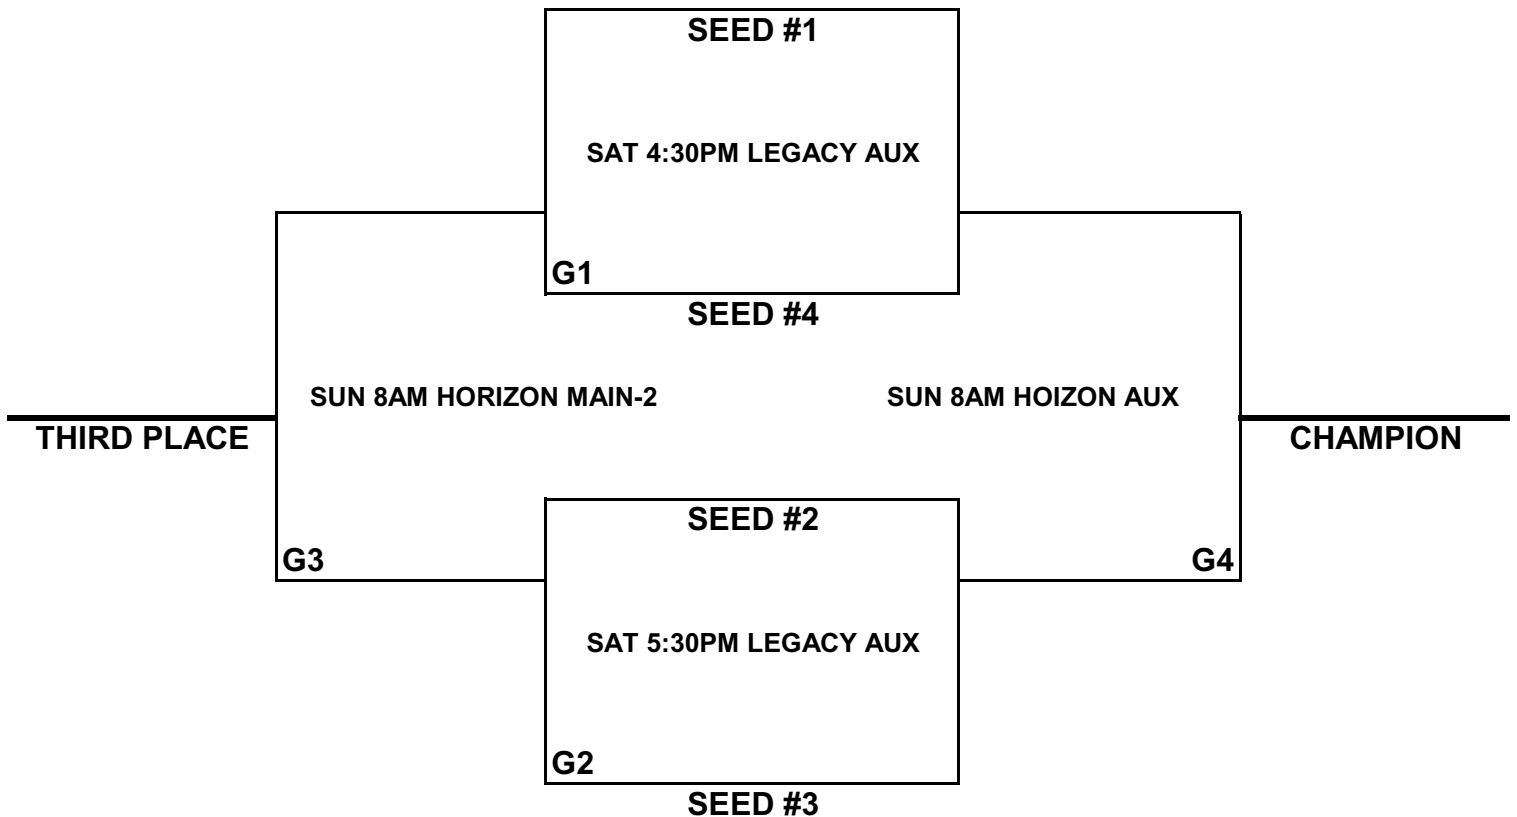 SEED #1
SAT 4:30PM LEGACY AUX
G1
SEED #4
SUN 8AM HORIZON MAIN-2
SUN 8AM HOIZON AUX
THIRD PLACE
CHAMPION
SEED #2
G3
G4
SAT 5:30PM LEGACY AUX
G2
SEED #3